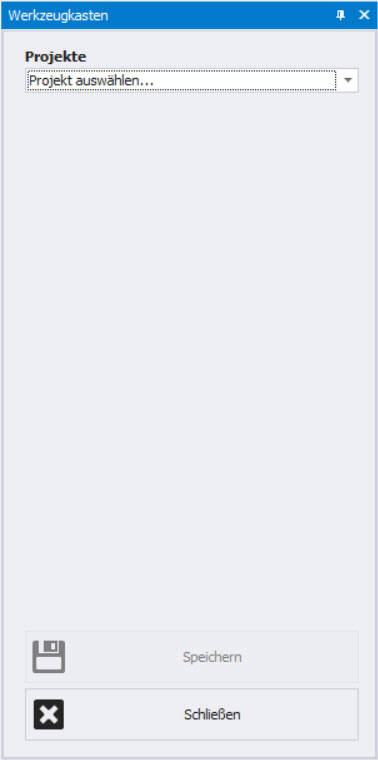 Werkzeugkasten
Projekte
Projekt auswählen...
Speichern
Schließen